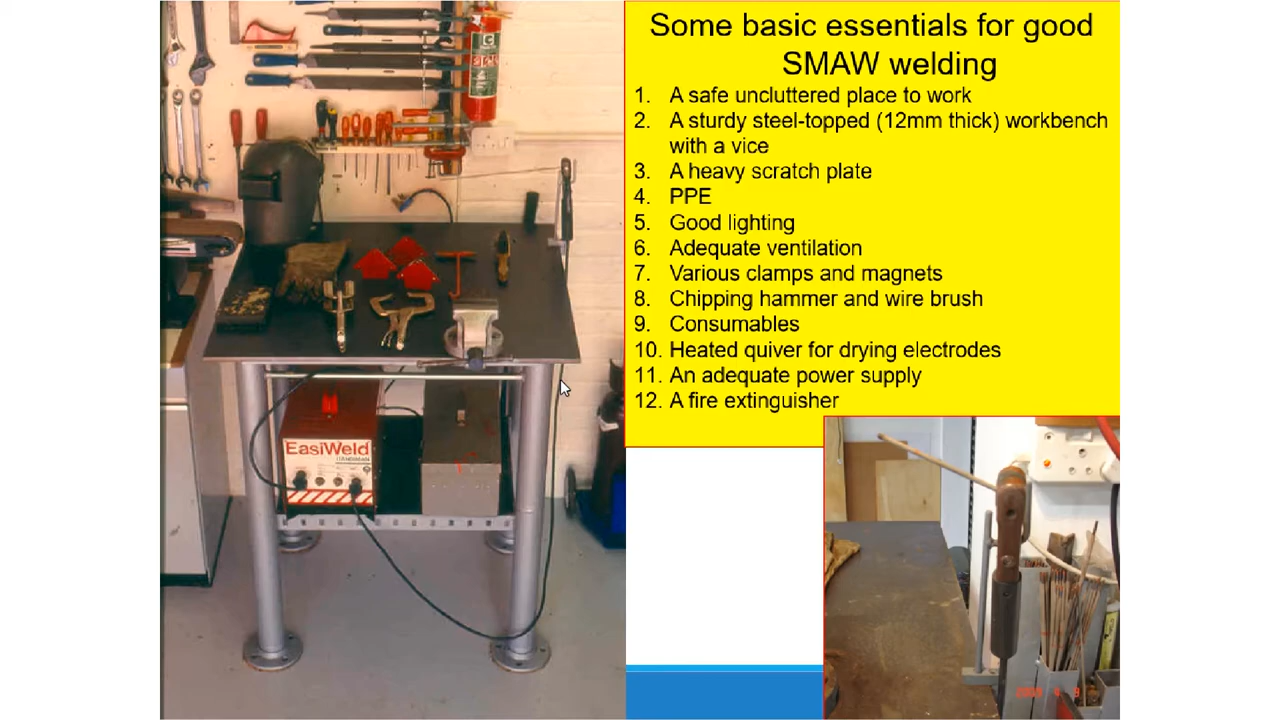 Some basic essentials for good
SMAW welding
1. A safe uncluttered place to work
2. A sturdy steel-topped (12mm thick) workbench
with a vice
3. A heavy scratch plate
4. PPE
5. Good lighting
6. Adequate ventilation
7. Various clamps and magnets
8. Chipping hammer and wire brush
9. Consumables
10. Heated quiver for drying electrodes
11. An adequate power supply
12. A fire extinguisher
EasiWeld